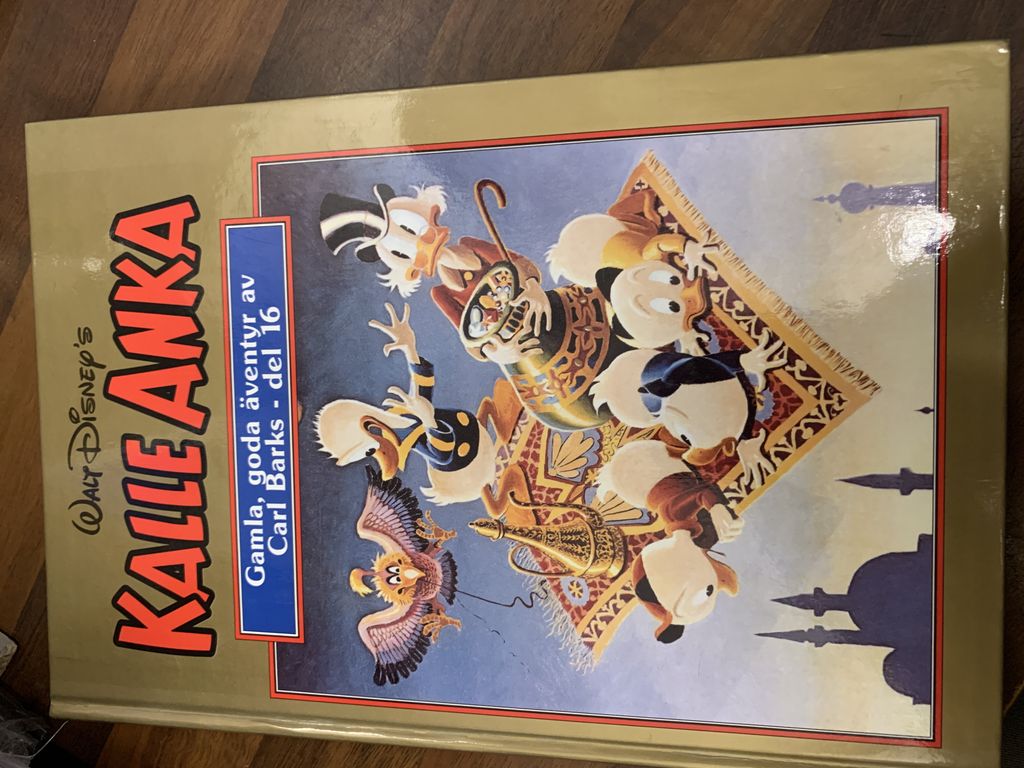 Walt Disney's
KALLE ANKA
Gamla, goda äventyr av
Carl Barks - del 16